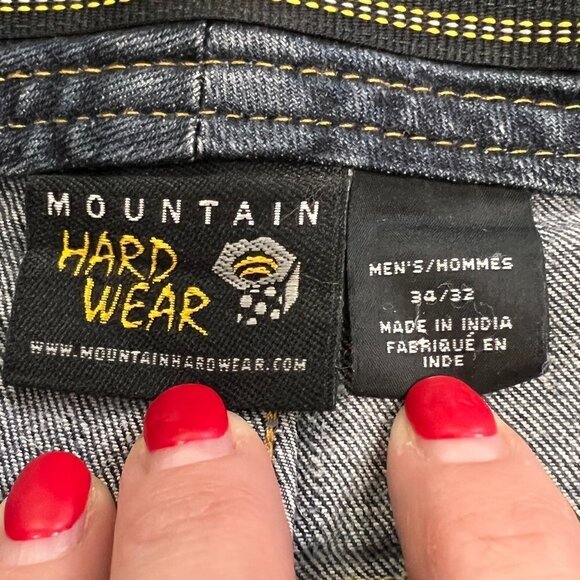 MOUNTAIN
HARD
WEAR
WWW.MOUNTAINHARDWEAR.COM
MEN'S/HOMMES
34/32
MADE IN INDIA
FABRIQUÉ EN
INDE